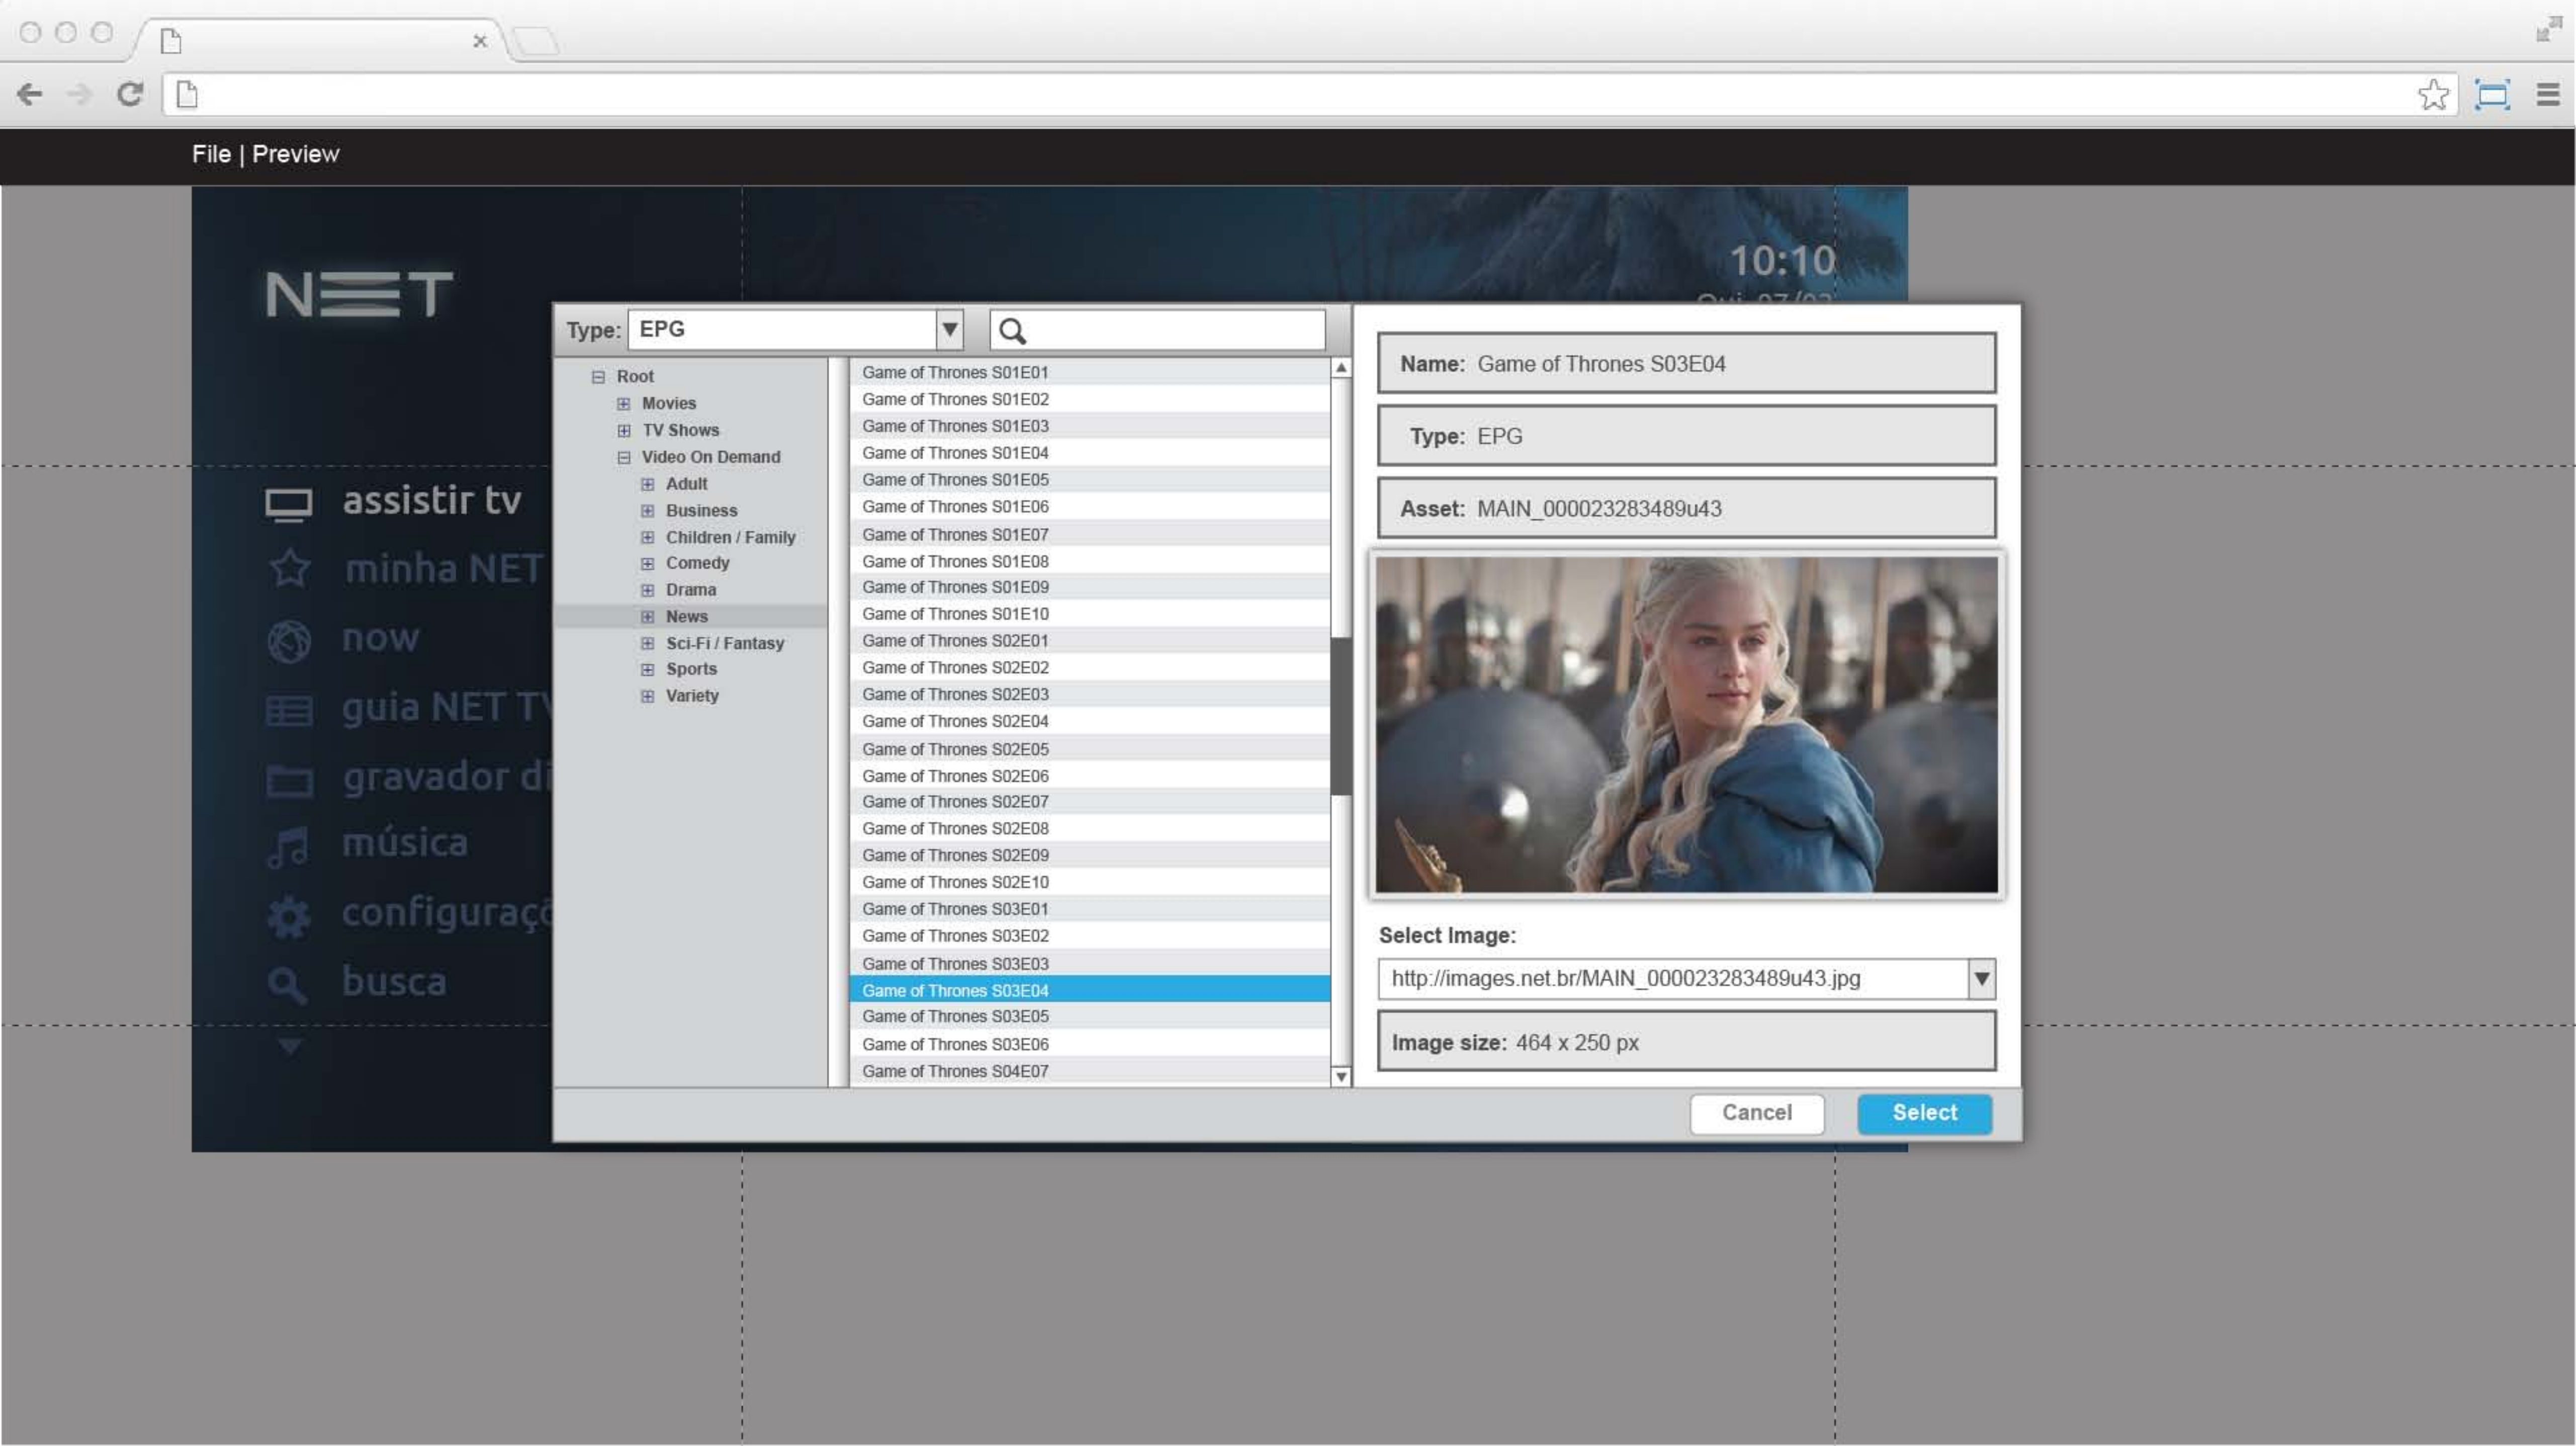 File | Preview
NET
10:10
Qui 07/03
assistir tv
minha NET
now
guia NET TV
gravador di
música
configuraçõ
busca
Type: EPG
Root
Movies
TV Shows
Video On Demand
Adult
Business
Children / Family
Comedy
Drama
News
Sci-Fi / Fantasy
Sports
Variety
Game of Thrones S01E01
Game of Thrones S01E02
Game of Thrones S01E03
Game of Thrones S01E04
Game of Thrones S01E05
Game of Thrones S01E06
Game of Thrones S01E07
Game of Thrones S01E08
Game of Thrones S01E09
Game of Thrones S01E10
Game of Thrones S02E01
Game of Thrones S02E02
Game of Thrones S02E03
Game of Thrones S02E04
Game of Thrones S02E05
Game of Thrones S02E06
Game of Thrones S02E07
Game of Thrones S02E08
Game of Thrones S02E09
Game of Thrones S02E10
Game of Thrones S03E01
Game of Thrones S03E02
Game of Thrones S03E03
Game of Thrones S03E04
Game of Thrones S03E05
Game of Thrones S03E06
Game of Thrones S04E07
Name: Game of Thrones S03E04
Type: EPG
Asset: MAIN_000023283489u43
Select Image:
http://images.net.br/MAIN_000023283489u43.jpg
Image size: 464 x 250 px
Cancel
Select